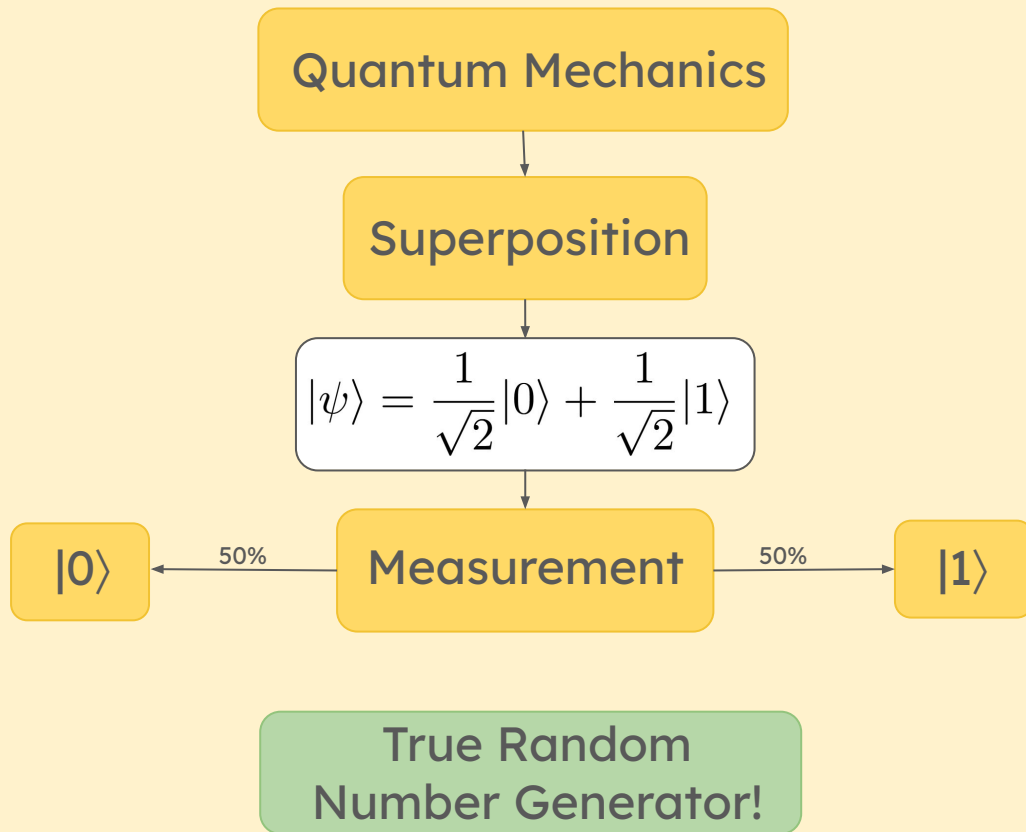 Quantum Mechanics
Superposition
|ψ⟩ = 1/√2 |0⟩ + 1/√2 |1⟩
|0⟩
50%
Measurement
50%
|1⟩
True Random
Number Generator!